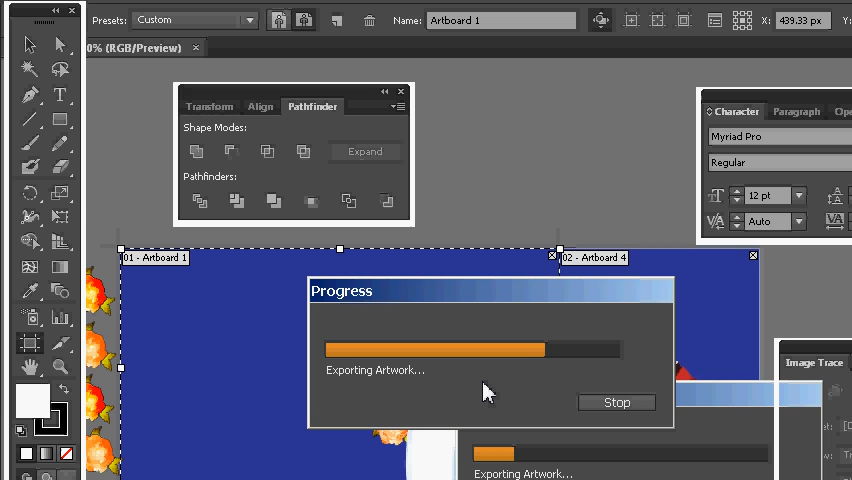 Presets: Custom Name: Artboard 1 X: 439.33 px Y:
0% (RGB/Preview) ×
Transform Align Pathfinder
Shape Modes:
Expand
Pathfinders:
Character Paragraph Ope
Myriad Pro
Regular
12 pt
Auto
01 - Artboard 1
02 - Artboard 4
Progress
Exporting Artwork...
Stop
Image Trace
Exporting Artwork...